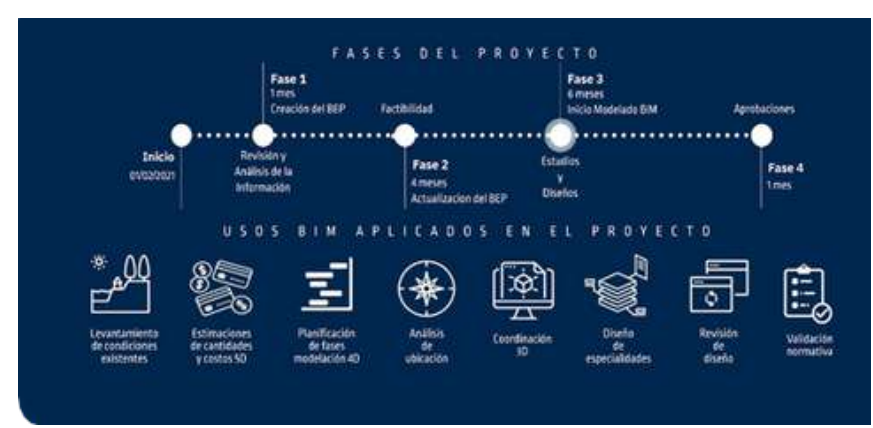 FASES DEL PROYECTO
Inicio
01/02/2021
Fase 1
1 mes
Creación del BEP
Revisión y
Análisis de la
Información
Factibilidad
Fase 2
4 meses
Actualizacion del BEP
Fase 3
6 meses
Inicio Modelado BIM
Estudios
y
Diseños
Aprobaciones
Fase 4
1 mes
USOS BIM APLICADOS EN EL PROYECTO
Levantamiento
de condiciones
existentes
Estimaciones
de cantidades
y costos 5D
Planificación
de fases
modelación 4D
Análisis
de
ubicación
Coordinación
3D
Diseño
de
especialidades
Revisión
de
diseño
Validación
normativa